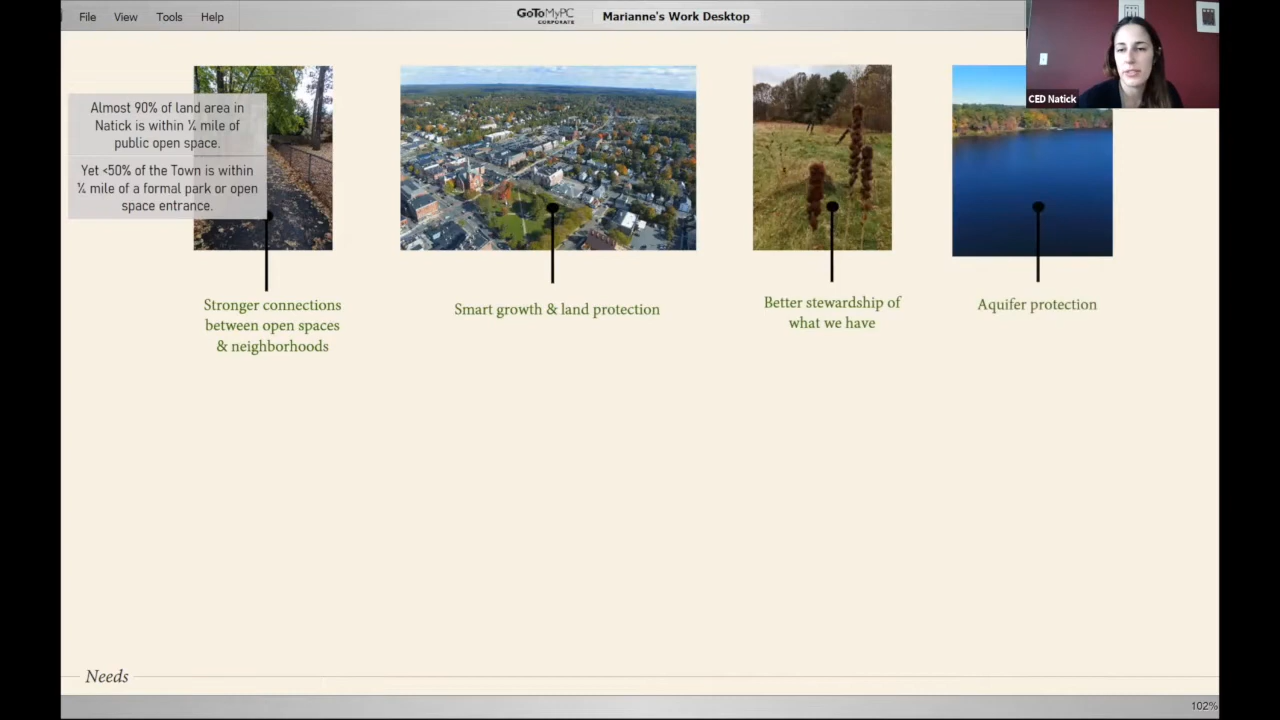 File View Tools Help
GoToMyPC
CORPORATE
Marianne's Work Desktop
CED Natick
Almost 90% of land area in
Natick is within ¼ mile of
public open space.
Yet <50% of the Town is within
¼ mile of a formal park or open
space entrance.
Stronger connections
between open spaces
& neighborhoods
Smart growth & land protection
Better stewardship of
what we have
Aquifer protection
Needs
102%